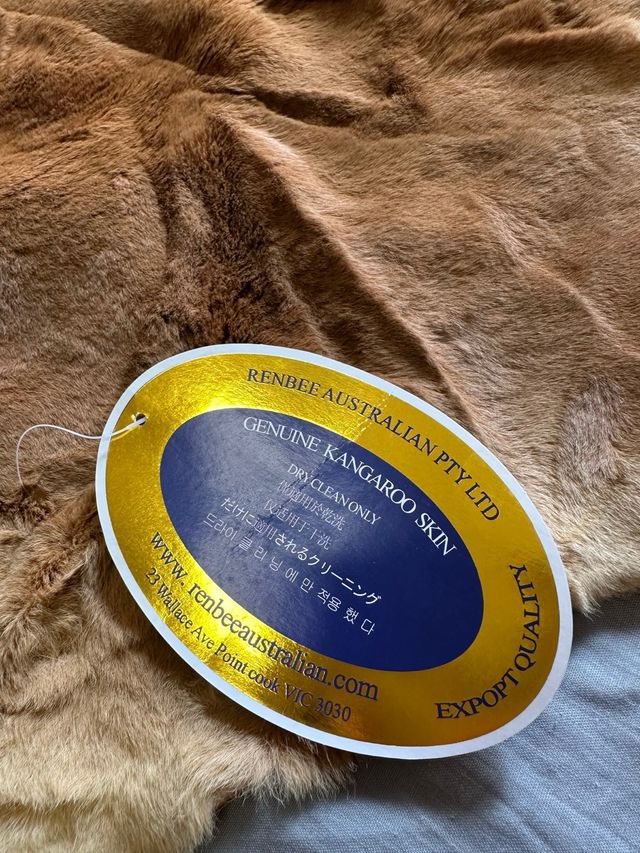 RENBEE AUSTRALIAN PTY LTD
GENUINE KANGAROO SKIN
DRY CLEAN ONLY
僅適用於乾洗
仅适用于干洗
だけに適用されるクリーニング
드라이 클리닝에만 적용했다
www.renbeeaustralian.com
23 Wallace Ave Point cook VIC 3030
EXPOPT QUALITY